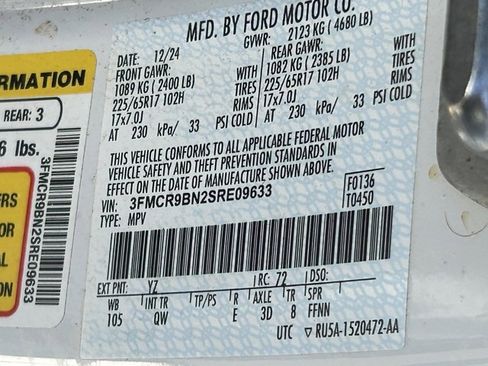 MFD. BY FORD MOTOR CO.
DATE: 12/24 GVWR: 2123 KG ( 4680 LB)
FRONT GAWR: REAR GAWR:
1089 KG ( 2400 LB) WITH 1082 KG ( 2385 LB) WITH
225/65R17 102H TIRES 225/65R17 102H TIRES
17x7.0J RIMS 17x7.0J RIMS
AT 230 kPa/ 33 PSI COLD AT 230 kPa/ 33 PSI COLD
THIS VEHICLE CONFORMS TO ALL APPLICABLE FEDERAL MOTOR
VEHICLE SAFETY AND THEFT PREVENTION STANDARDS IN
EFFECT ON THE DATE OF MANUFACTURE SHOWN ABOVE.
VIN: 3FMCR9BN2SRE09633 F0136
TYPE: MPV T0450
EXT PNT: YZ RC: 72 DSO:
WB INT TR TP/PS R AXLE TR SPR
105 QW E 3D 8 FFNN
UTC ▽ RU5A-1520472-AA
ORMATION
REAR: 3
6 lbs.
3FMCR9BN2SRE09633